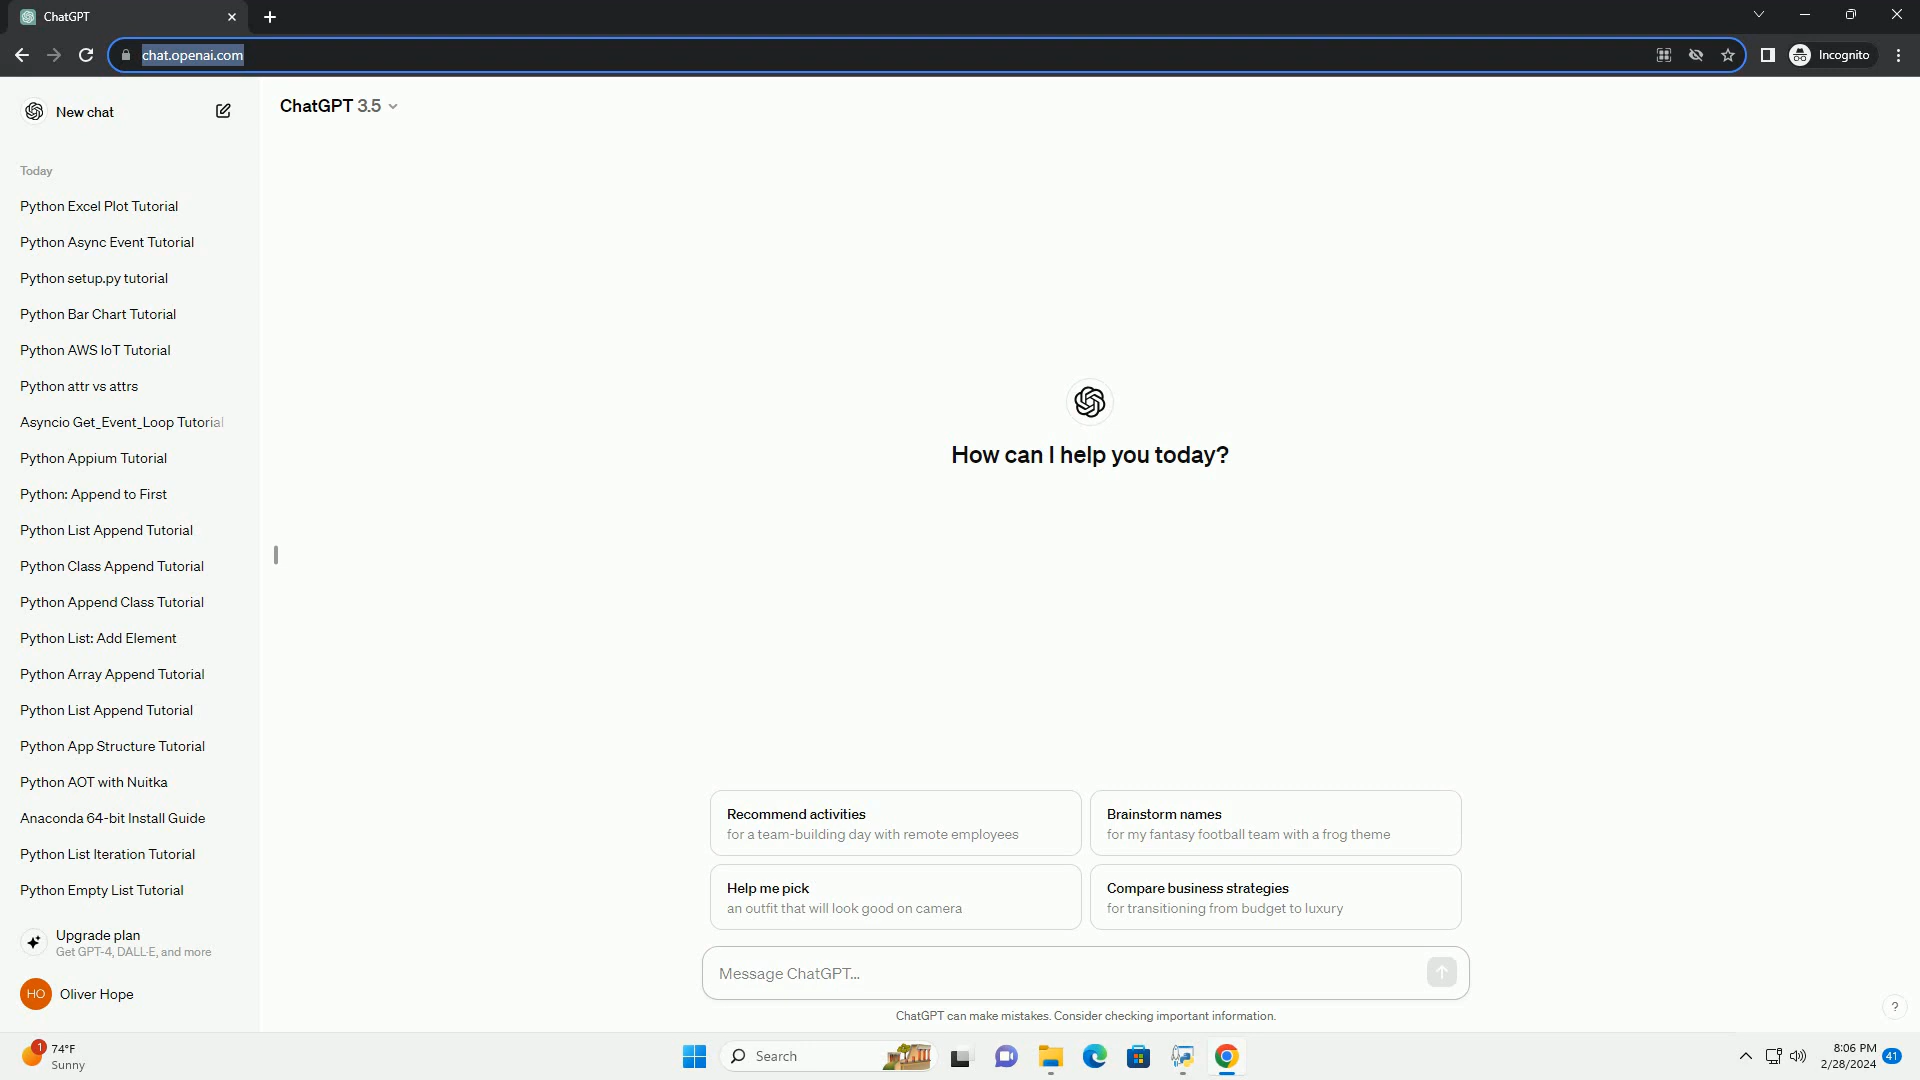 ChatGPT
chat.openai.com
Incognito
New chat
ChatGPT 3.5
Today
Python Excel Plot Tutorial
Python Async Event Tutorial
Python setup.py tutorial
Python Bar Chart Tutorial
Python AWS IoT Tutorial
Python attr vs attrs
Asyncio Get_Event_Loop Tutorial
Python Appium Tutorial
Python: Append to First
Python List Append Tutorial
Python Class Append Tutorial
Python Append Class Tutorial
Python List: Add Element
Python Array Append Tutorial
Python List Append Tutorial
Python App Structure Tutorial
Python AOT with Nuitka
Anaconda 64-bit Install Guide
Python List Iteration Tutorial
Python Empty List Tutorial
Upgrade plan
Get GPT-4, DALL·E, and more
HO
Oliver Hope
How can I help you today?
Recommend activities
for a team-building day with remote employees
Brainstorm names
for my fantasy football team with a frog theme
Help me pick
an outfit that will look good on camera
Compare business strategies
for transitioning from budget to luxury
Message ChatGPT...
ChatGPT can make mistakes. Consider checking important information.
?
1
74°F
Sunny
Search
8:06 PM
2/28/2024
41